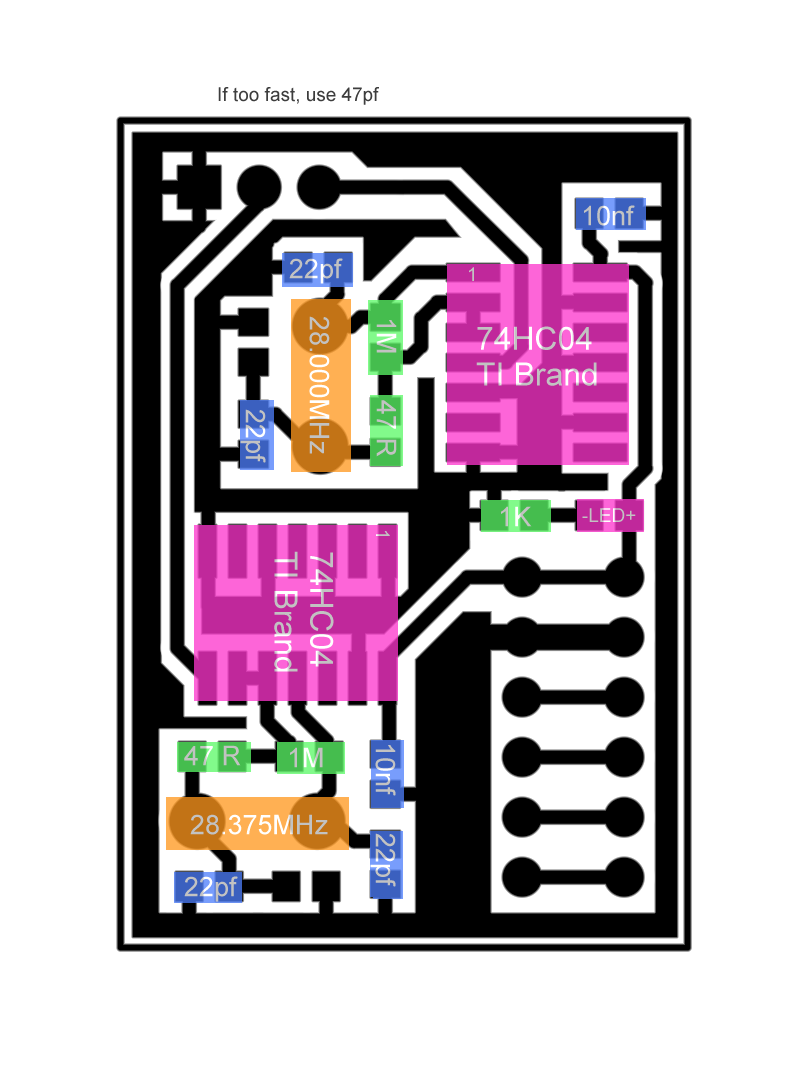 If too fast, use 47pf
10nf
22pf
1
28.000MHz
1M
74HC04
TI Brand
22pf
47 R
1K
-LED+
1
74HC04
TI Brand
47 R
1M
10nf
28.375MHz
22pf
22pf